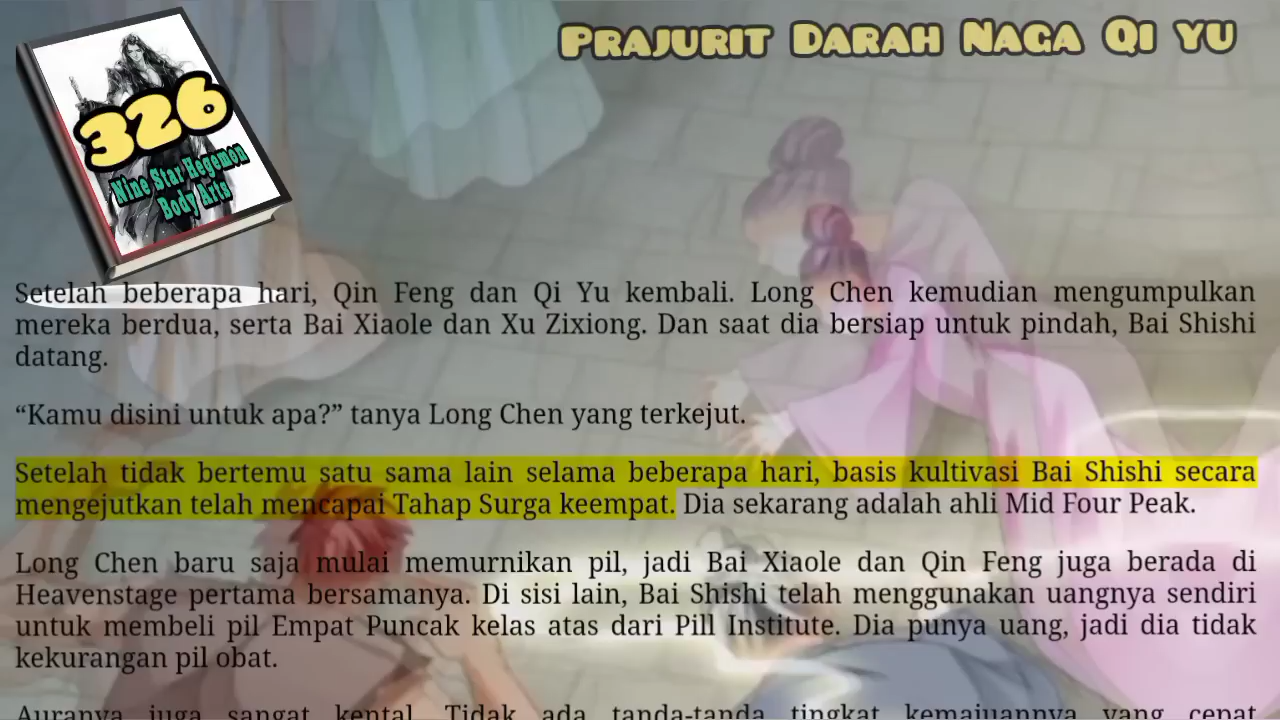 Prajurit Darah Naga Qi yu
326
Nine Star Hegemon
Body Arts
Setelah beberapa hari, Qin Feng dan Qi Yu kembali. Long Chen kemudian mengumpulkan
mereka berdua, serta Bai Xiaole dan Xu Zixiong. Dan saat dia bersiap untuk pindah, Bai Shishi
datang.
“Kamu disini untuk apa?” tanya Long Chen yang terkejut.
Setelah tidak bertemu satu sama lain selama beberapa hari, basis kultivasi Bai Shishi secara
mengejutkan telah mencapai Tahap Surga keempat. Dia sekarang adalah ahli Mid Four Peak.
Long Chen baru saja mulai memurnikan pil, jadi Bai Xiaole dan Qin Feng juga berada di
Heavenstage pertama bersamanya. Di sisi lain, Bai Shishi telah menggunakan uangnya sendiri
untuk membeli pil Empat Puncak kelas atas dari Pill Institute. Dia punya uang, jadi dia tidak
kekurangan pil obat.
Auranya juga sangat kental. Tidak ada tanda-tanda tingkat kemajuannya yang cepat